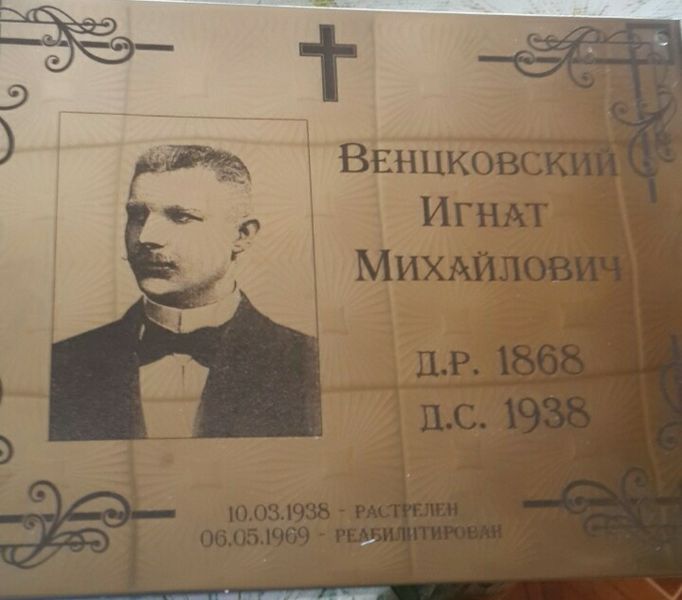 Венцковский
Игнат
Михайлович
д.р. 1868
д.с. 1938
10.03.1938 - растрелен
06.05.1969 - реабилитирован